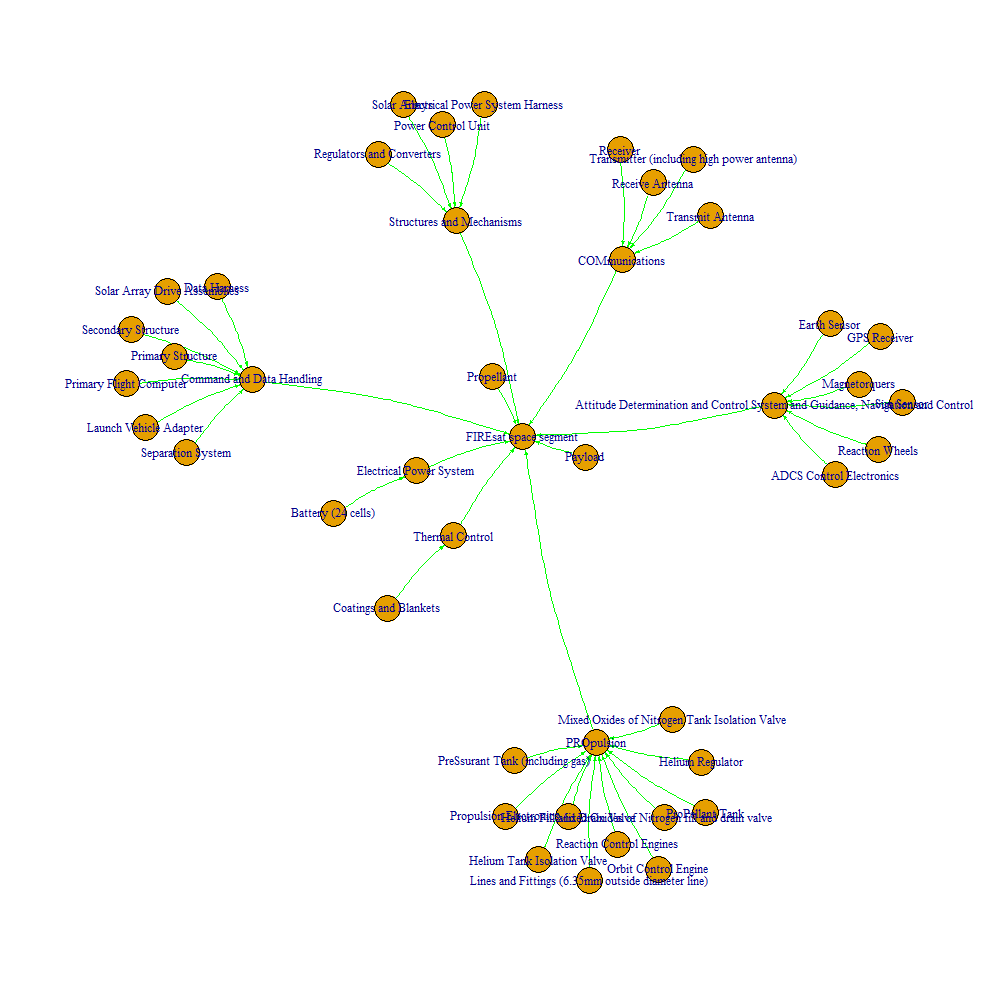 Solar Arrays
Electrical Power System Harness
Power Control Unit
Regulators and Converters
Structures and Mechanisms
Receiver
Transmitter (including high power antenna)
Receive Antenna
Transmit Antenna
COMmunications
Solar Array Drive Assemblies
Data Harness
Secondary Structure
Primary Structure
Primary Flight Computer
Command and Data Handling
Launch Vehicle Adapter
Separation System
Earth Sensor
GPS Receiver
Magnetorquers
Sun Sensor
Attitude Determination and Control System and Guidance, Navigation and Control
Reaction Wheels
ADCS Control Electronics
Propellant
FIREsat space segment
Payload
Electrical Power System
Battery (24 cells)
Thermal Control
Coatings and Blankets
Mixed Oxides of Nitrogen Tank Isolation Valve
PROpulsion
PreSsurant Tank (including gas)
Helium Regulator
Propulsion Electronics
Helium Fill and Drain Valve
Mixed Oxides of Nitrogen fill and drain valve
ProPellant Tank
Reaction Control Engines
Helium Tank Isolation Valve
Orbit Control Engine
Lines and Fittings (6.35mm outside diameter line)